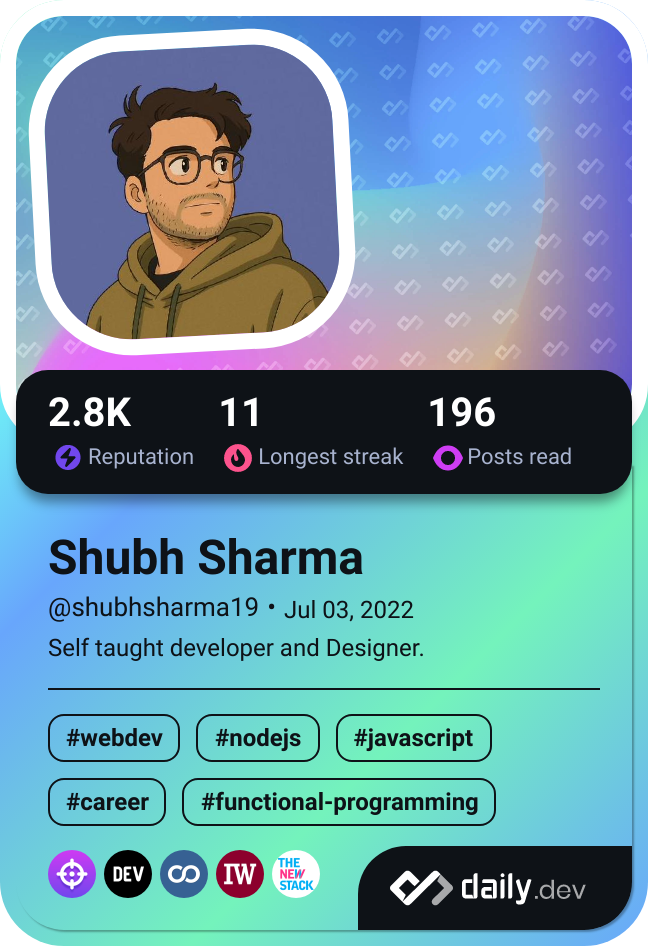 2.8K 11 196
Reputation Longest streak Posts read
Shubh Sharma
@shubhsharma19 • Jul 03, 2022
Self taught developer and Designer.
#webdev #nodejs #javascript
#career #functional-programming
DEV IW THE NEW STACK
daily.dev